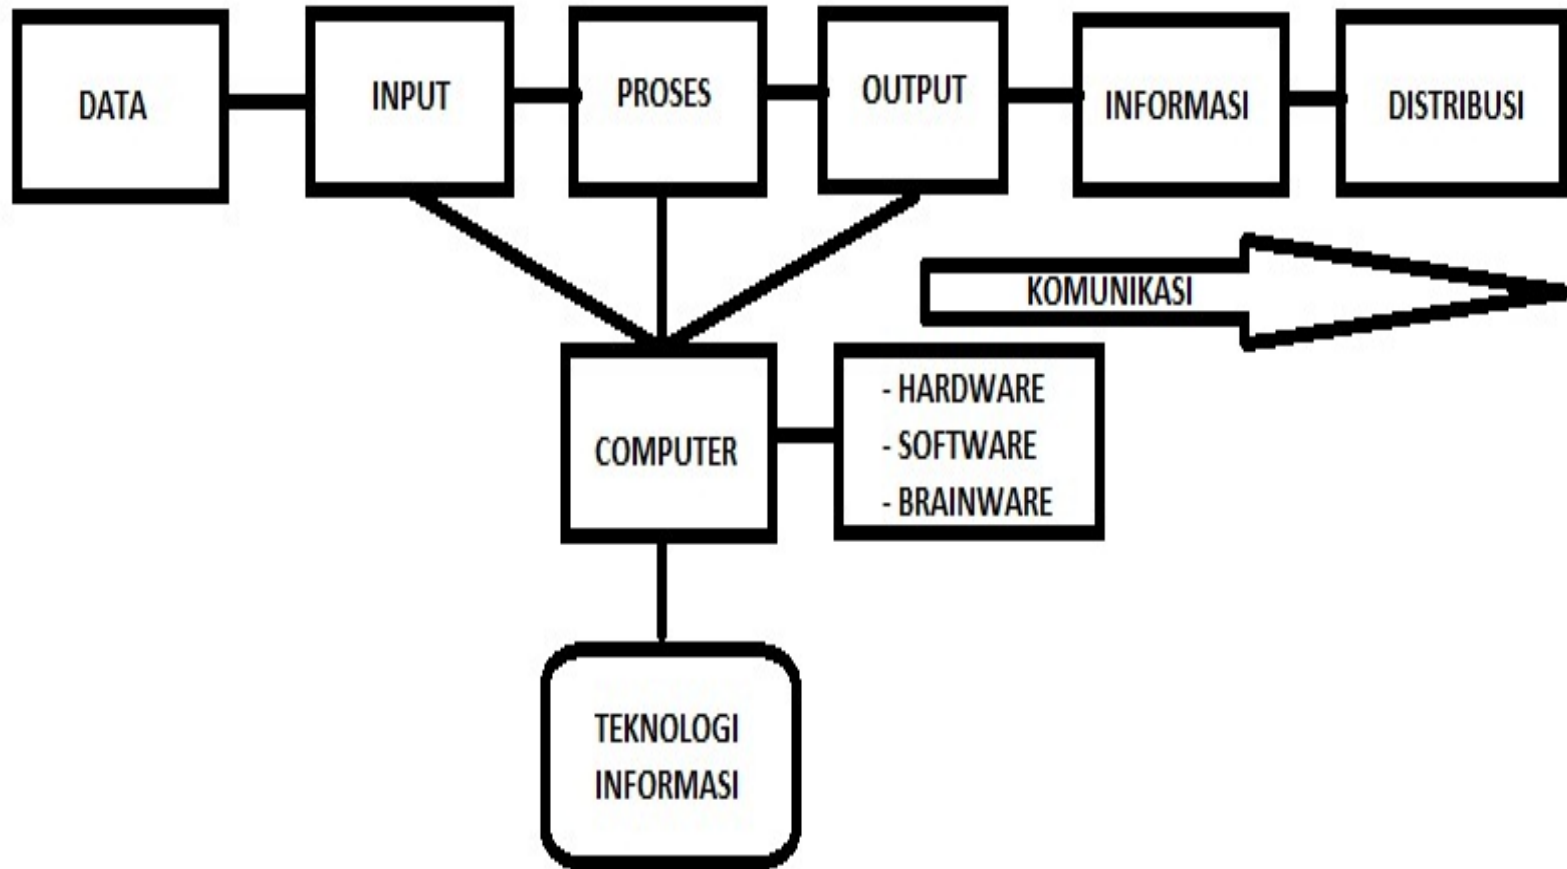 DATA
INPUT
PROSES
OUTPUT
INFORMASI
DISTRIBUSI
KOMUNIKASI
COMPUTER
- HARDWARE
- SOFTWARE
- BRAINWARE
TEKNOLOGI
INFORMASI